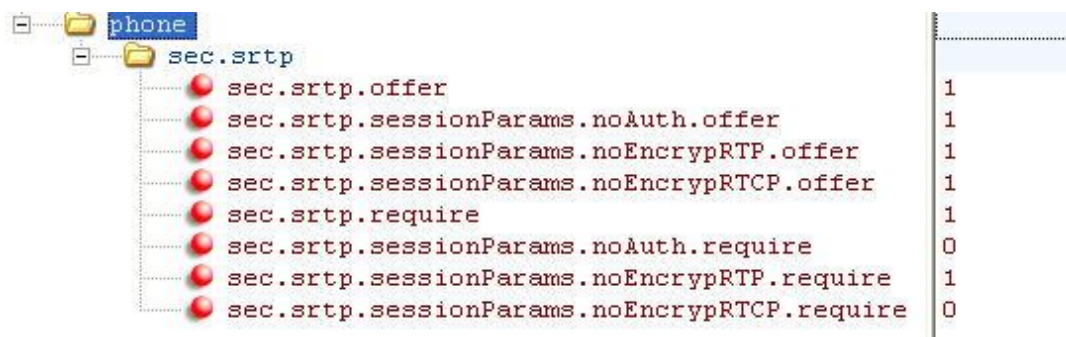 phone
sec.srtp
sec.srtp.offer 1
sec.srtp.sessionParams.noAuth.offer 1
sec.srtp.sessionParams.noEncrypRTP.offer 1
sec.srtp.sessionParams.noEncrypRTCP.offer 1
sec.srtp.require 1
sec.srtp.sessionParams.noAuth.require 0
sec.srtp.sessionParams.noEncrypRTP.require 1
sec.srtp.sessionParams.noEncrypRTCP.require 0